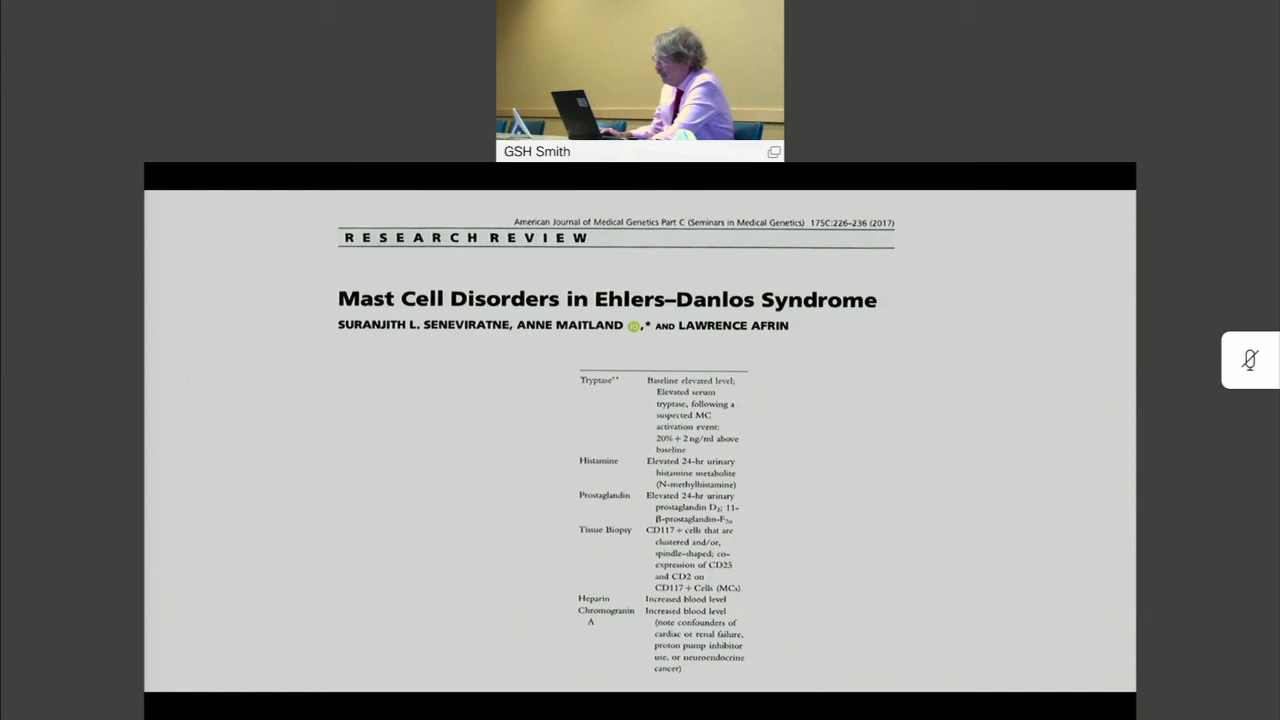 GSH Smith
American Journal of Medical Genetics Part C (Seminars in Medical Genetics) 175C:226–236 (2017)
RESEARCH REVIEW
Mast Cell Disorders in Ehlers–Danlos Syndrome
SURANJITH L. SENEVIRATNE, ANNE MAITLAND iD,* AND LAWRENCE AFRIN
Tryptase** Baseline elevated level;
Elevated serum
tryptase, following a
suspected MC
activation event:
20% + 2 ng/ml above
baseline
Histamine Elevated 24-hr urinary
histamine metabolite
(N-methylhistamine)
Prostaglandin Elevated 24-hr urinary
prostaglandin D2; 11-
β-prostaglandin-F2α
Tissue Biopsy CD117+ cells that are
clustered and/or,
spindle-shaped; co-
expression of CD25
and CD2 on
CD117+ Cells (MCs)
Heparin Increased blood level
Chromogranin Increased blood level
A (note confounders of
cardiac or renal failure,
proton pump inhibitor
use, or neuroendocrine
cancer)